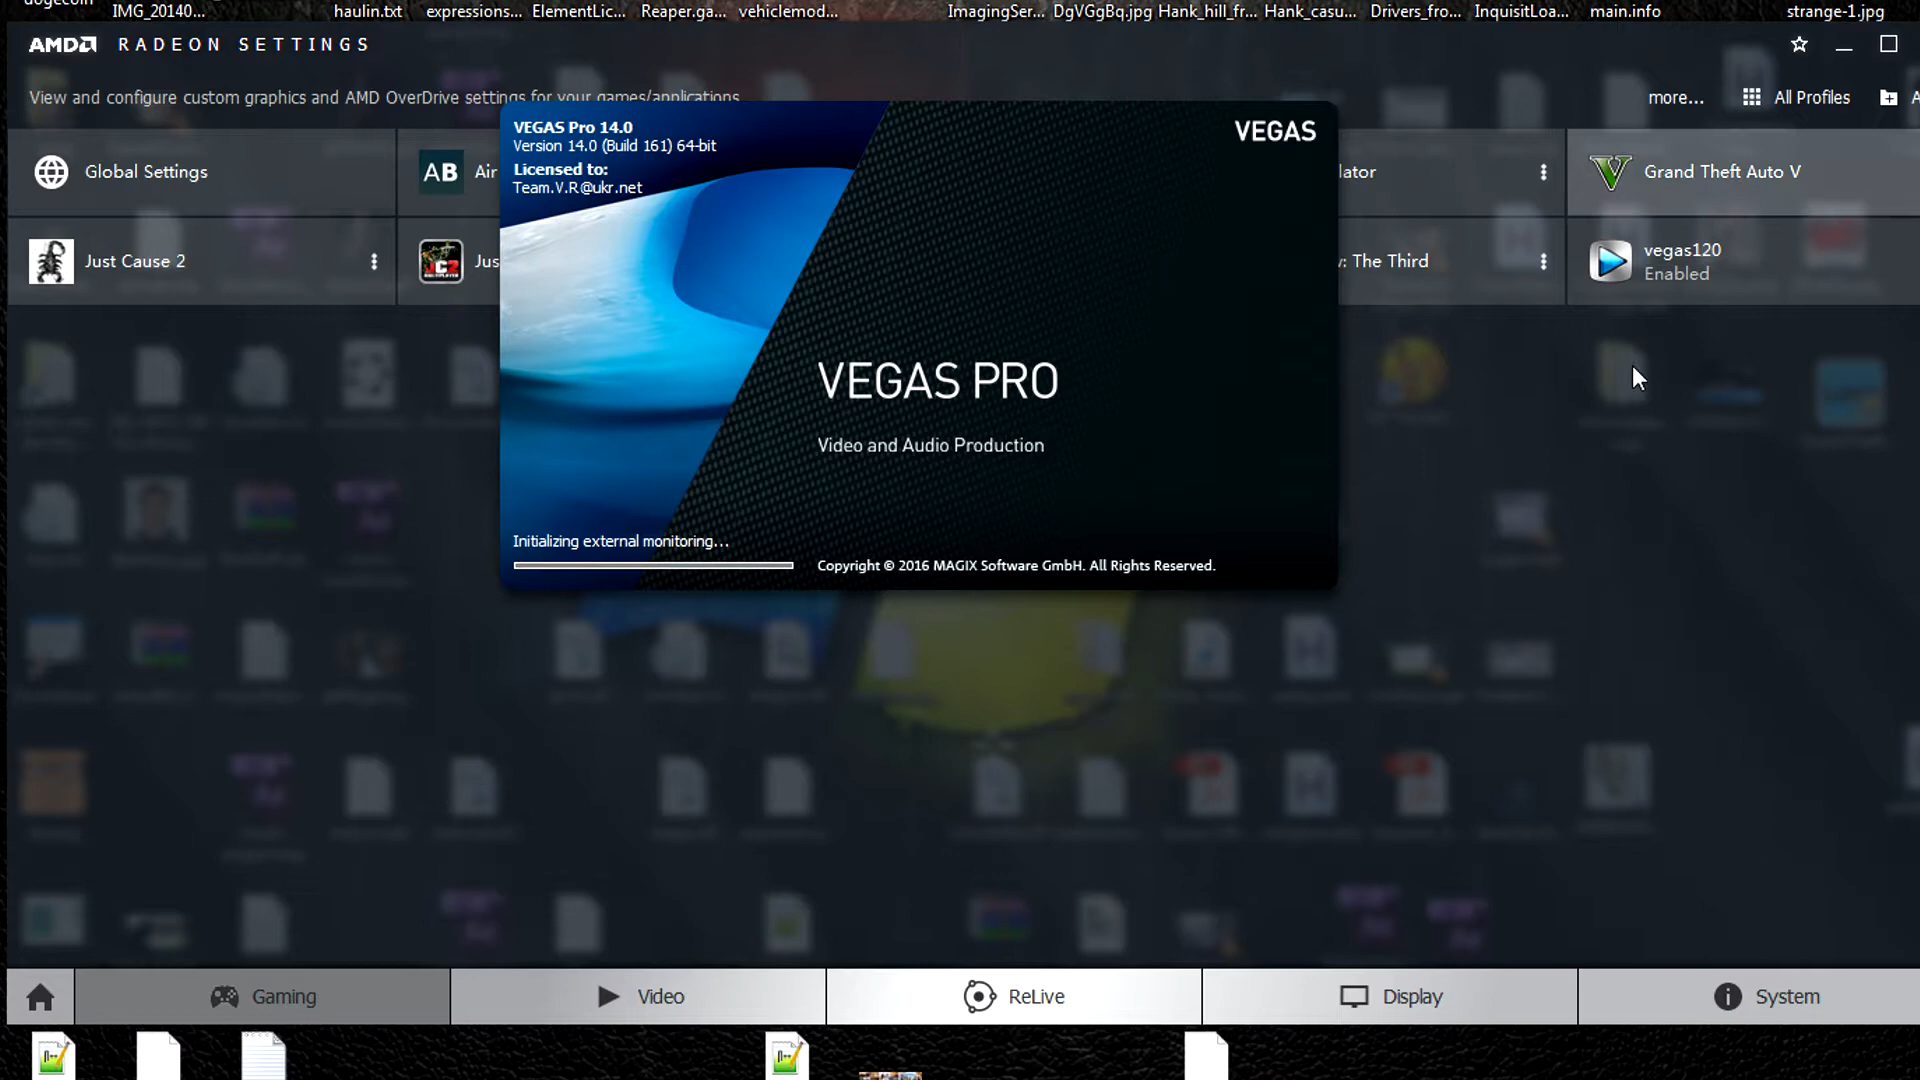 dogecoin
IMG_20140... haulin.txt expressions... ElementLic... Reaper.ga... vehiclemod... ImagingSer... DgVGgBq.jpg Hank_hill_fr... Hank_casu... Drivers_fro... InquisitLoa... main.info strange-1.jpg
AMD RADEON SETTINGS
View and configure custom graphics and AMD OverDrive settings for your games/applications
more... All Profiles A
VEGAS Pro 14.0
Version 14.0 (Build 161) 64-bit
Licensed to:
Team.V.R@ukr.net
VEGAS
Global Settings
AB Air
lator
Grand Theft Auto V
Just Cause 2
JC2 Jus
: The Third
vegas120
Enabled
VEGAS PRO
Video and Audio Production
Initializing external monitoring...
Copyright © 2016 MAGIX Software GmbH. All Rights Reserved.
Gaming
Video
ReLive
Display
System